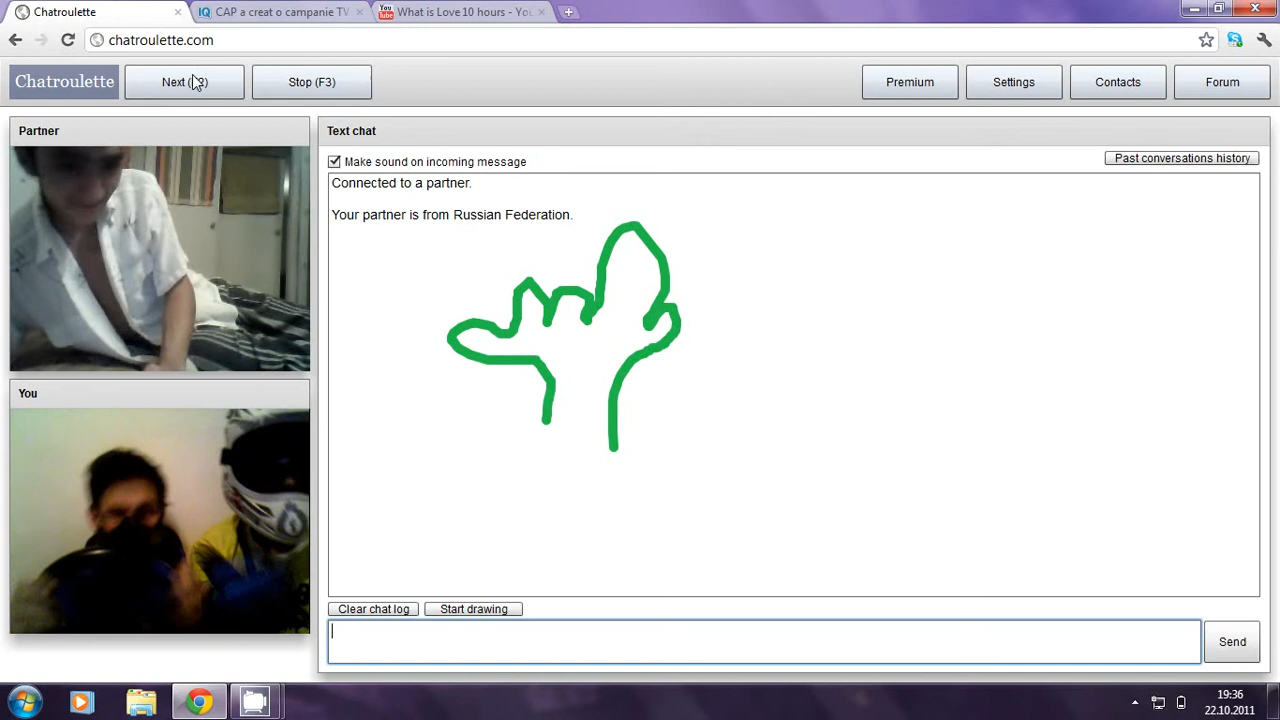 Chatroulette
CAP a creat o campanie TV
What is Love 10 hours - You
chatroulette.com
Chatroulette
Next
Stop (F3)
Premium
Settings
Contacts
Forum
Partner
Text chat
Make sound on incoming message
Past conversations history
Connected to a partner.
Your partner is from Russian Federation.
You
Clear chat log
Start drawing
Send
19:36
22.10.2011